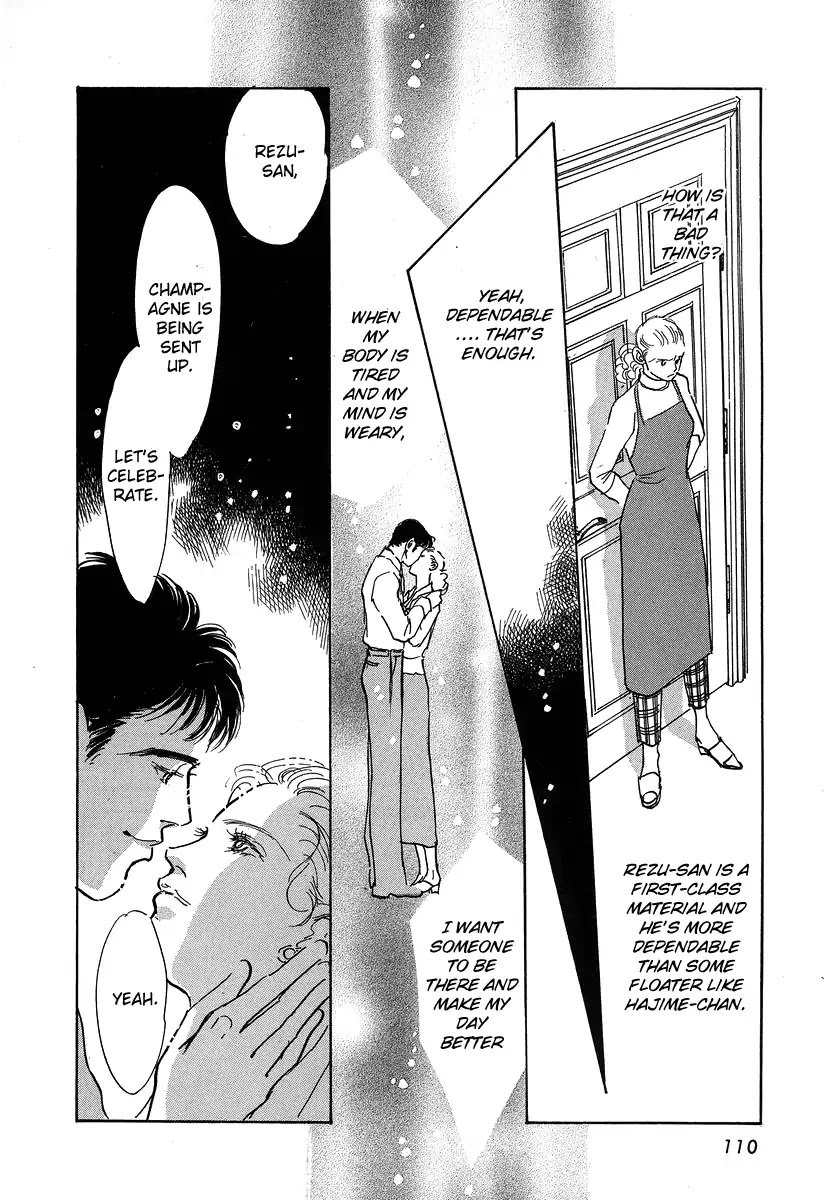 HOW IS
THAT A
BAD
THING?
REZU-SAN IS A
FIRST-CLASS
MATERIAL AND
HE'S MORE
DEPENDABLE
THAN SOME
FLOATER LIKE
HAJIME-CHAN.
YEAH,
DEPENDABLE
.... THAT'S
ENOUGH.
WHEN
MY
BODY IS
TIRED
AND MY
MIND IS
WEARY,
I WANT
SOMEONE
TO BE
THERE AND
MAKE MY
DAY
BETTER
REZU-
SAN,
CHAMP-
AGNE IS
BEING
SENT
UP.
LET'S
CELEB-
RATE.
YEAH.
110